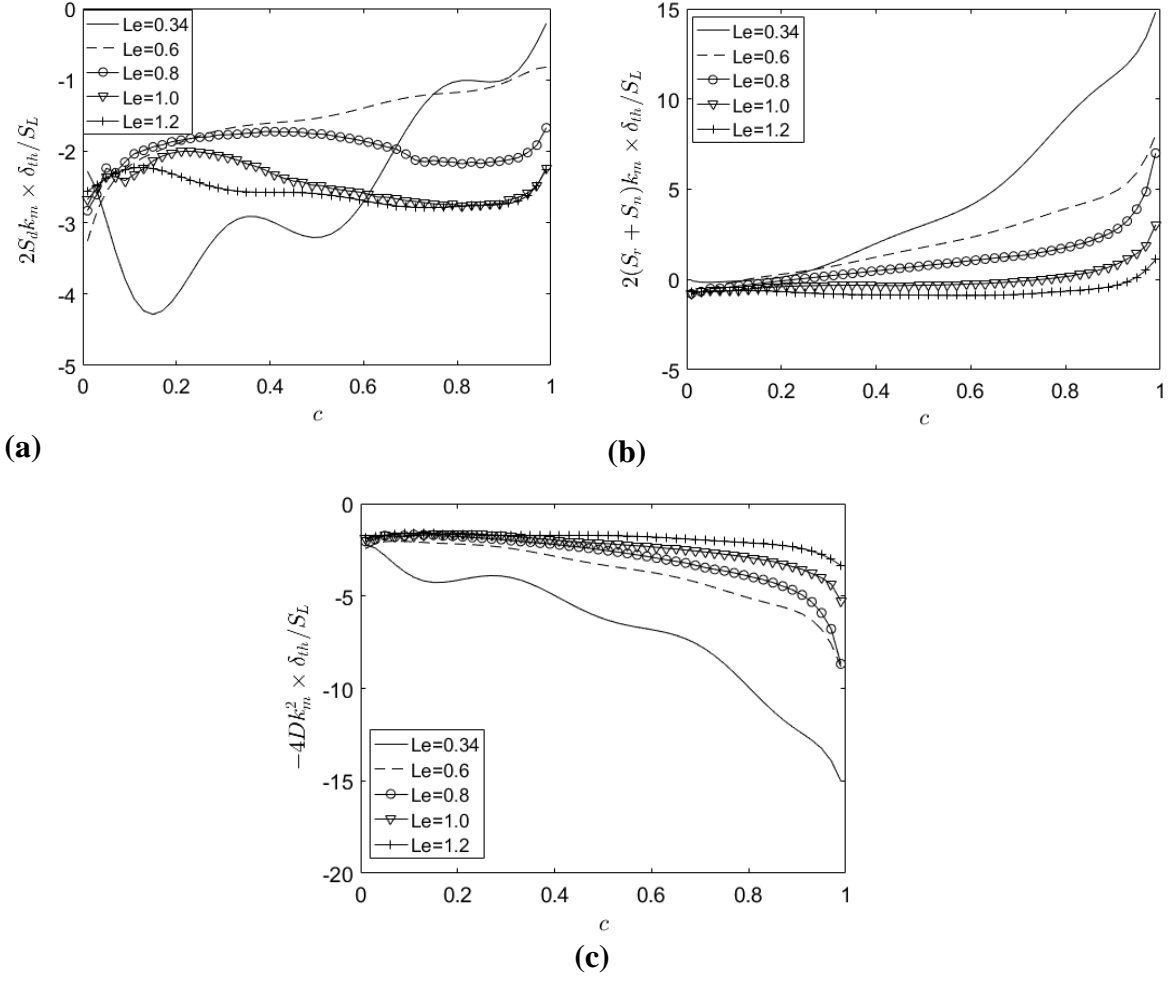 0
-1
-2
-3
-4
-5
0 0.2 0.4 0.6 0.8 1
c
2S_d k_m × δ_th/S_L
Le=0.34
Le=0.6
Le=0.8
Le=1.0
Le=1.2
(a)
15
10
5
0
-5
0 0.2 0.4 0.6 0.8 1
c
2(S_r + S_n)k_m × δ_th/S_L
Le=0.34
Le=0.6
Le=0.8
Le=1.0
Le=1.2
(b)
0
-5
-10
-15
-20
0 0.2 0.4 0.6 0.8 1
c
-4Dk_m^2 × δ_th/S_L
Le=0.34
Le=0.6
Le=0.8
Le=1.0
Le=1.2
(c)